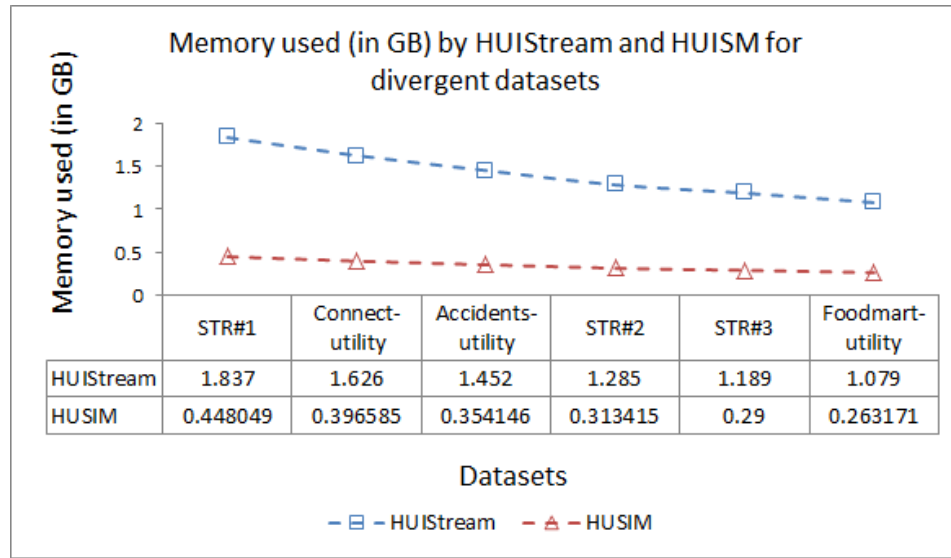 Memory used (in GB) by HUIStream and HUISM for
divergent datasets
Memory used (in GB)
2
1.5
1
0.5
0
STR#1 Connect-utility Accidents-utility STR#2 STR#3 Foodmart-utility
HUIStream 1.837 1.626 1.452 1.285 1.189 1.079
HUSIM 0.448049 0.396585 0.354146 0.313415 0.29 0.263171
Datasets
HUIStream HUSIM